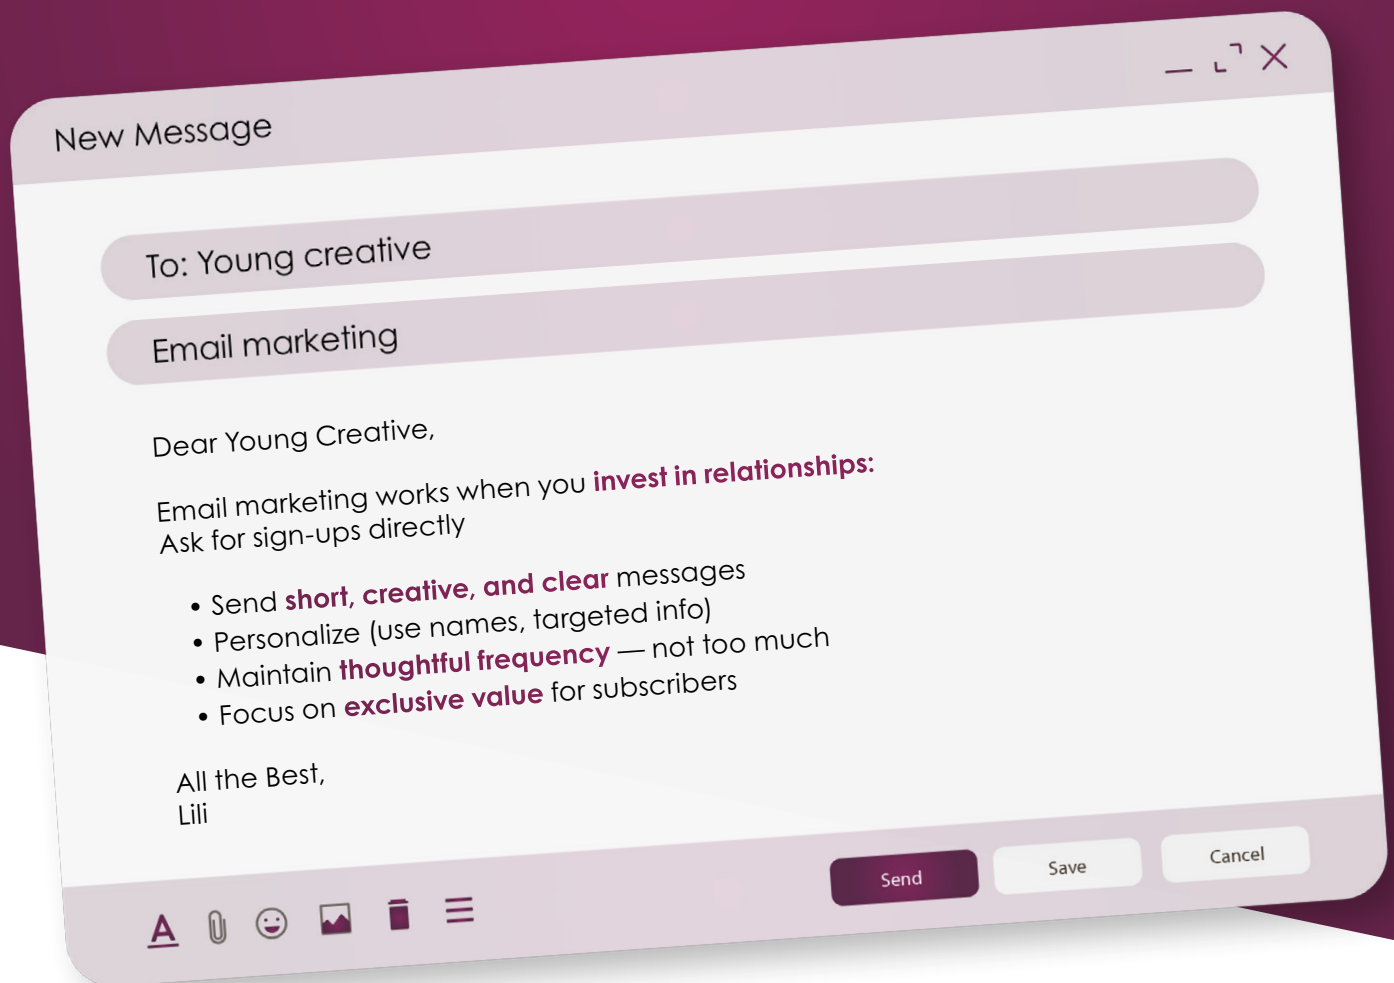 New Message
To: Young creative
Email marketing
Dear Young Creative,
Email marketing works when you invest in relationships:
Ask for sign-ups directly
• Send short, creative, and clear messages
• Personalize (use names, targeted info)
• Maintain thoughtful frequency — not too much
• Focus on exclusive value for subscribers
All the Best,
Lili
A
Send
Save
Cancel